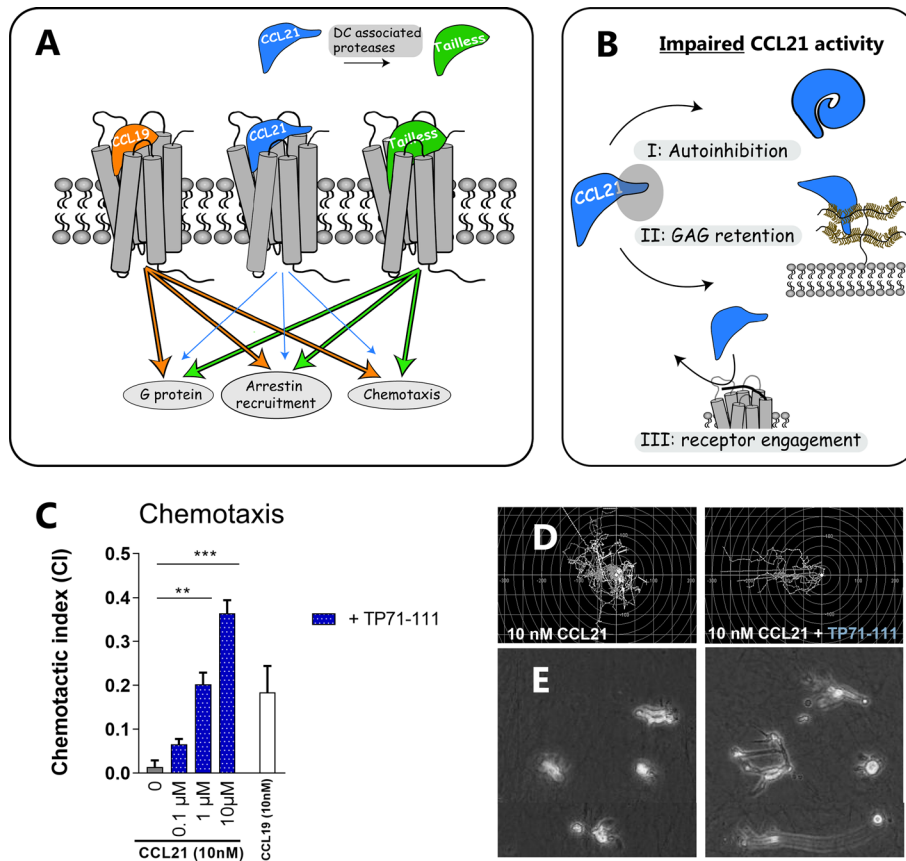 A
CCL21
DC associated
proteases
Tailless
CCL19
CCL21
Tailless
G protein
Arrestin
recruitment
Chemotaxis
B
Impaired CCL21 activity
I: Autoinhibition
CCL21
II: GAG retention
III: receptor engagement
C
Chemotaxis
Chemotactic index (CI)
0.5
0.4
0.3
0.2
0.1
0.0
***
**
+ TP71-111
0
0.1 µM
1 µM
10µM
CCL19 (10nM)
CCL21 (10nM)
D
10 nM CCL21
10 nM CCL21 + TP71-111
E